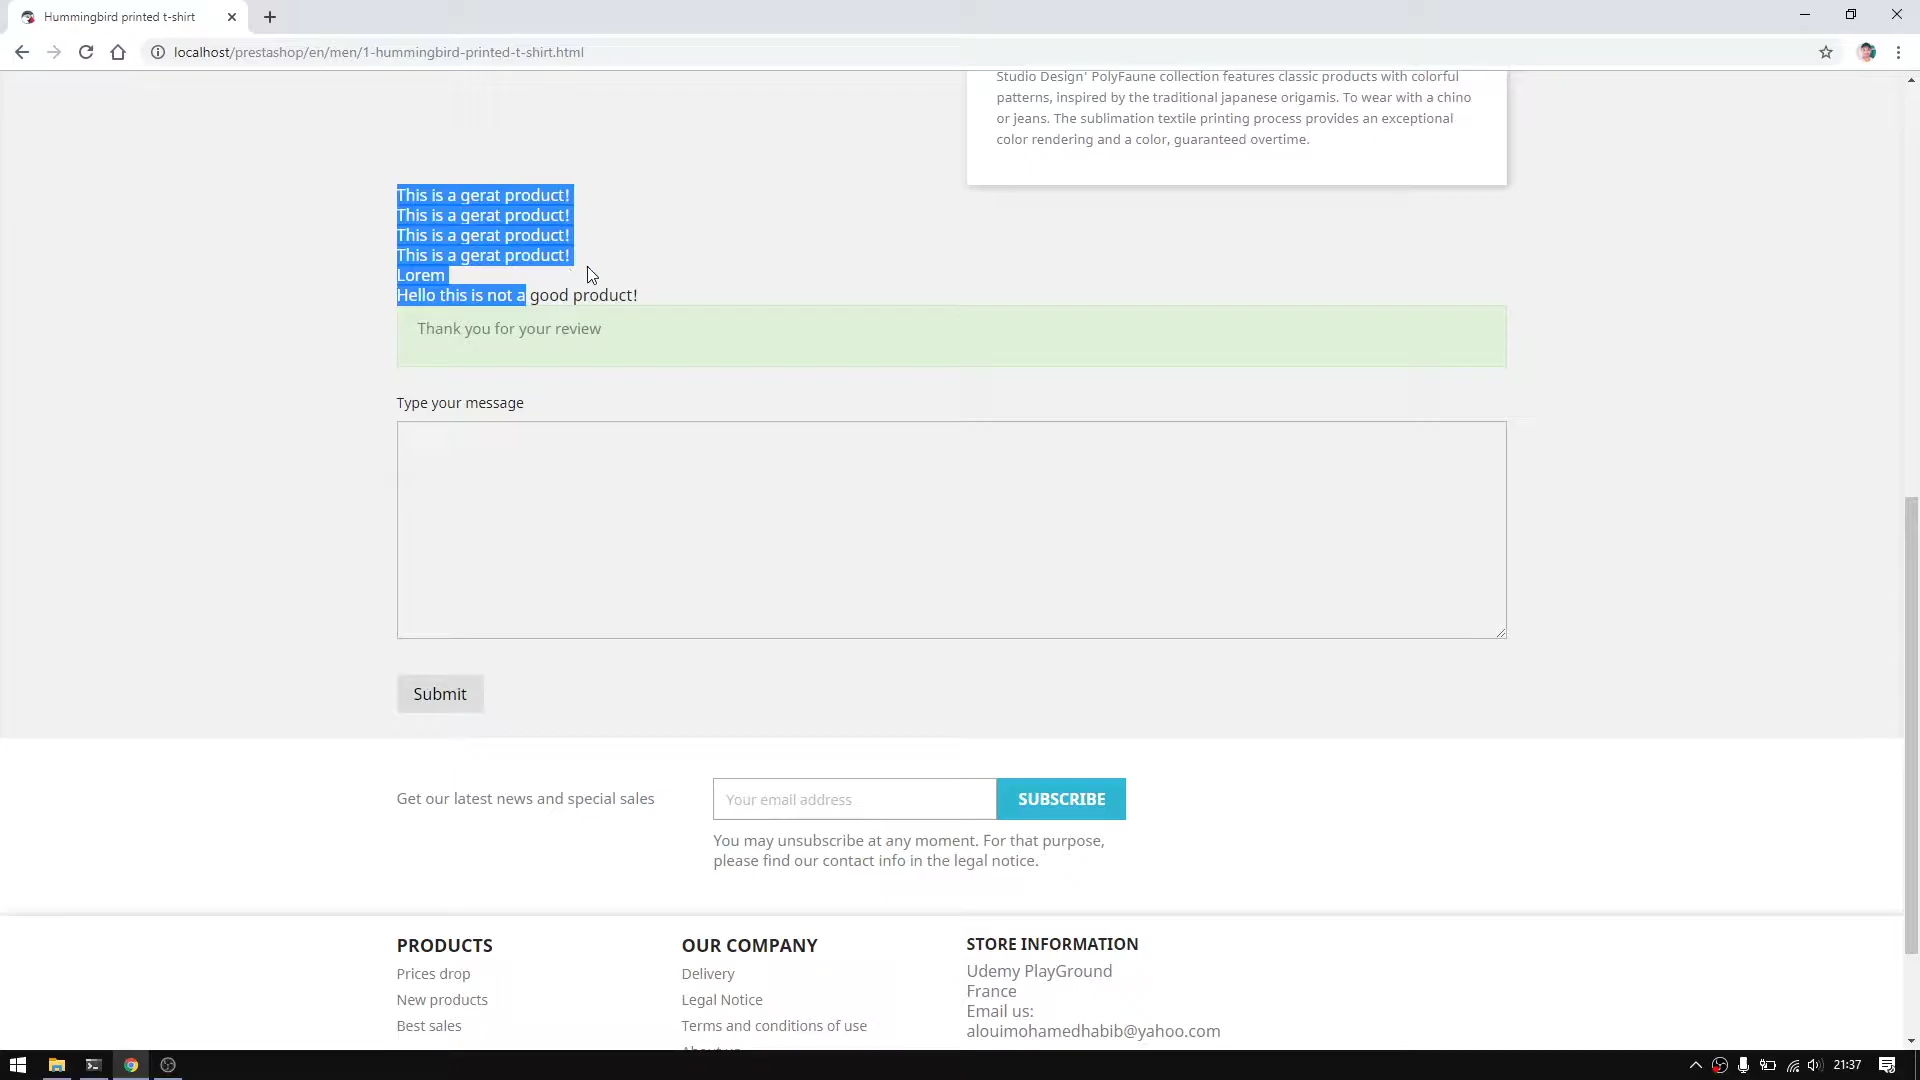 Hummingbird printed t-shirt
localhost/prestashop/en/men/1-hummingbird-printed-t-shirt.html
Studio Design' PolyFaune collection features classic products with colorful
patterns, inspired by the traditional japanese origamis. To wear with a chino
or jeans. The sublimation textile printing process provides an exceptional
color rendering and a color, guaranteed overtime.
This is a gerat product!
This is a gerat product!
This is a gerat product!
This is a gerat product!
Lorem
Hello this is not a good product!
Thank you for your review
Type your message
Submit
Get our latest news and special sales
Your email address
SUBSCRIBE
You may unsubscribe at any moment. For that purpose,
please find our contact info in the legal notice.
PRODUCTS
Prices drop
New products
Best sales
OUR COMPANY
Delivery
Legal Notice
Terms and conditions of use
About us
STORE INFORMATION
Udemy PlayGround
France
Email us:
alouimohamedhabib@yahoo.com
21:37